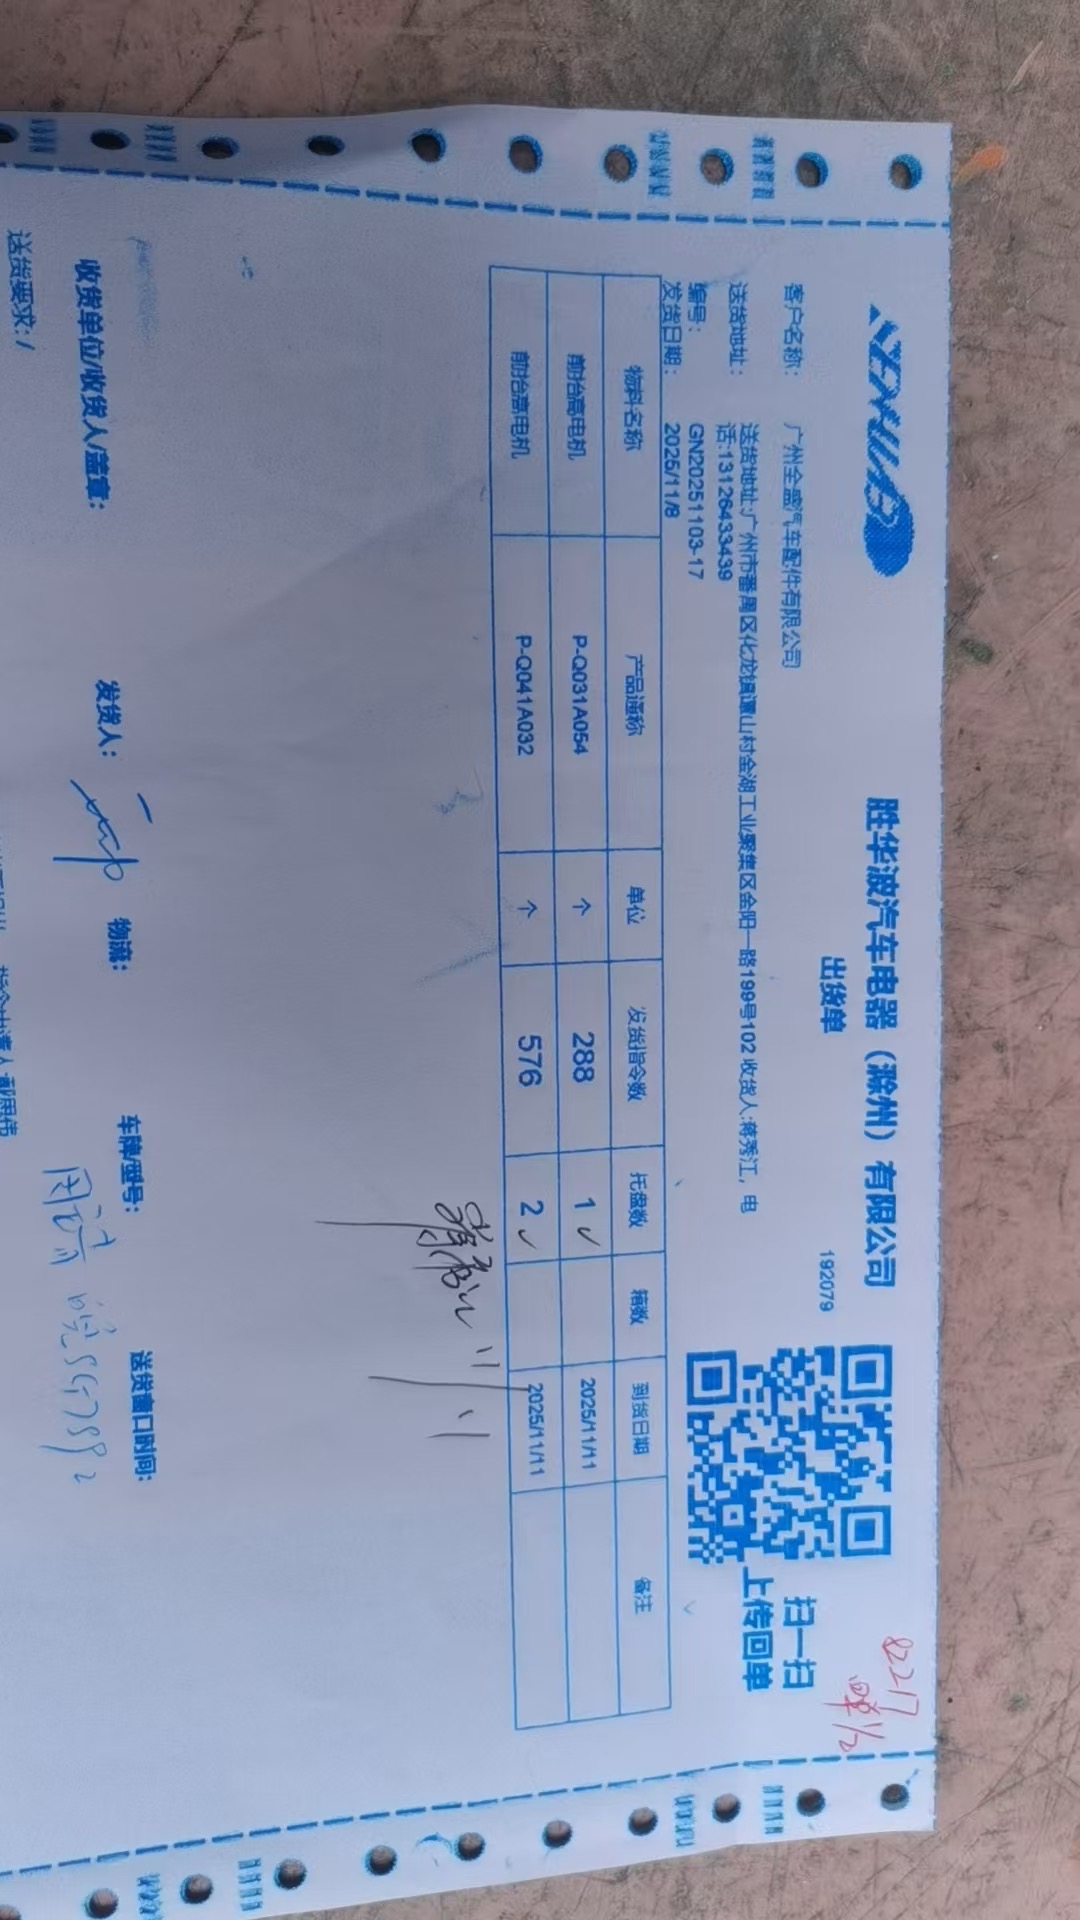 SENUB
胜华波汽车电器（滁州）有限公司
出货单
192079
8227
扫一扫
上传回单
客户名称： 广州全盛汽车配件有限公司
送货地址： 送货地址:广州市番禺区化龙镇潭山村金湖工业聚集区金阳一路199号102 收货人:蒋秀江，电
话:13126433439
编号： GN20251103-17
发货日期： 2025/11/8
物料名称 产品通称 单位 发货指令数 托盘数 箱数 到货日期 备注
前抬高电机 P-Q031A054 个 288 1 ✓ 2025/11/11
前抬高电机 P-Q041A032 个 576 2 ✓ 2025/11/11
收货单位/收货人/盖章： 发货人： 物流： 车牌/型号： 送货窗口时间：
送货要求：/